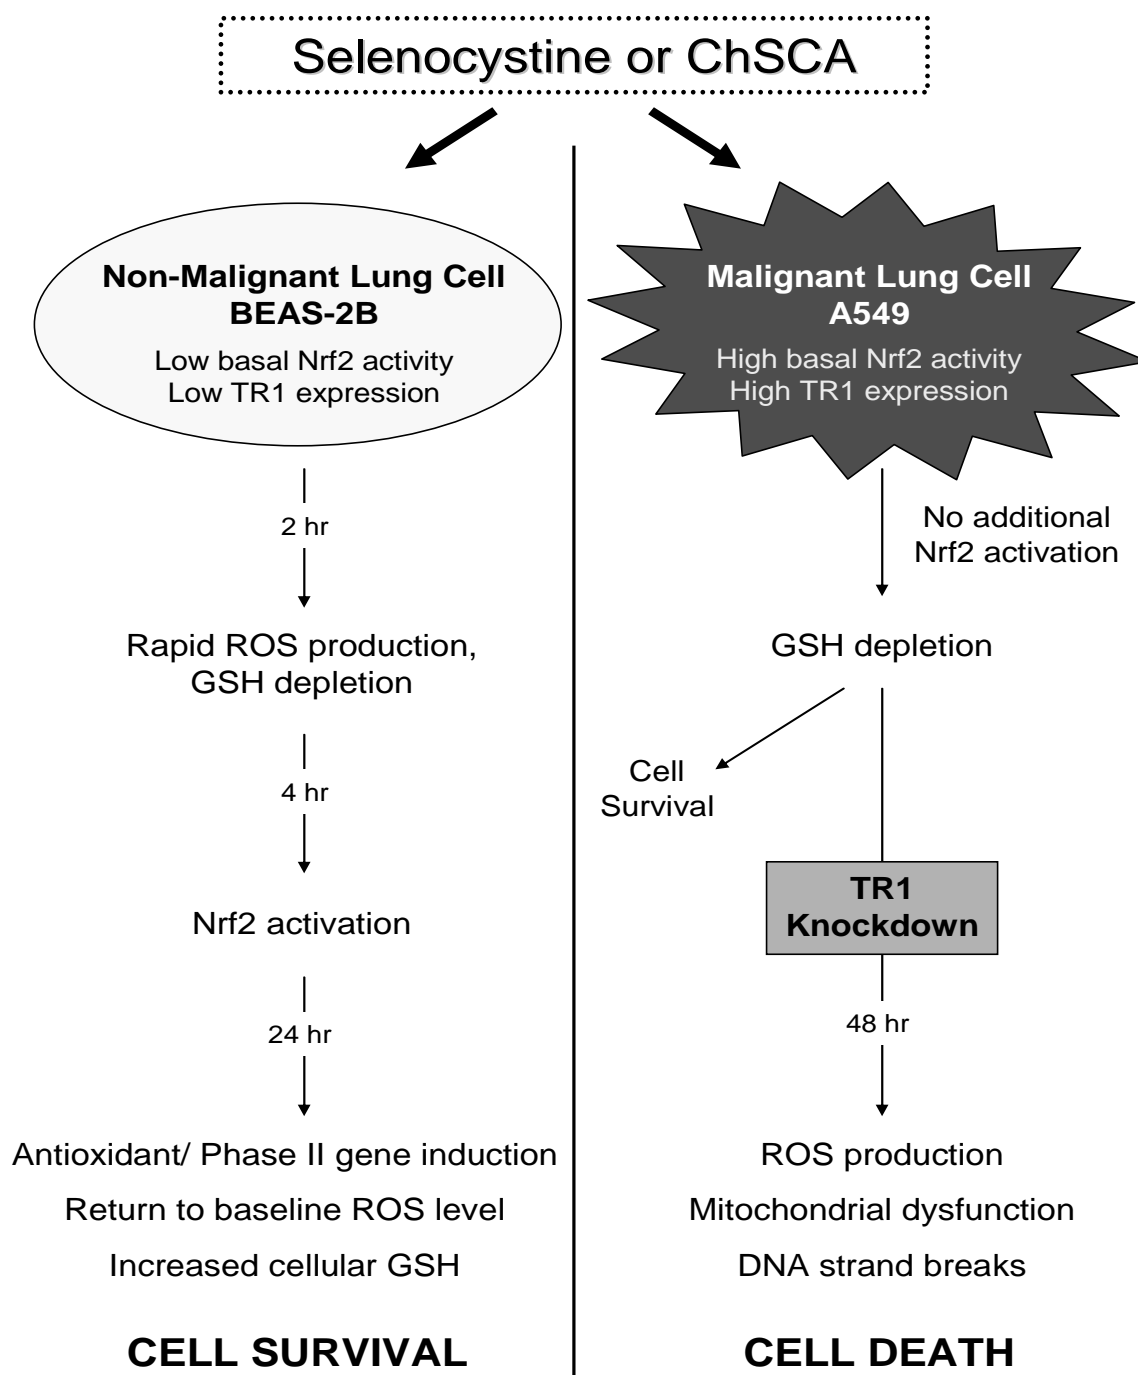 Selenocystine or ChSCA
Non-Malignant Lung Cell
BEAS-2B
Low basal Nrf2 activity
Low TR1 expression
2 hr
Rapid ROS production,
GSH depletion
4 hr
Nrf2 activation
24 hr
Antioxidant/ Phase II gene induction
Return to baseline ROS level
Increased cellular GSH
CELL SURVIVAL
Malignant Lung Cell
A549
High basal Nrf2 activity
High TR1 expression
No additional
Nrf2 activation
GSH depletion
Cell
Survival
TR1
Knockdown
48 hr
ROS production
Mitochondrial dysfunction
DNA strand breaks
CELL DEATH